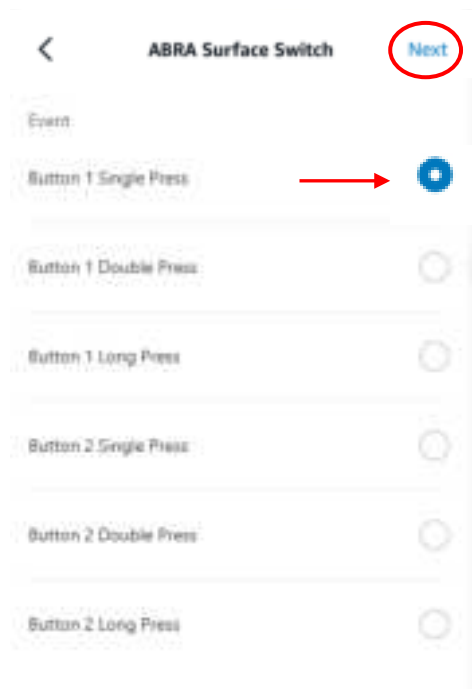 ABRA Surface Switch
Next
Event
Button 1 Single Press
Button 1 Double Press
Button 1 Long Press
Button 2 Single Press
Button 2 Double Press
Button 2 Long Press